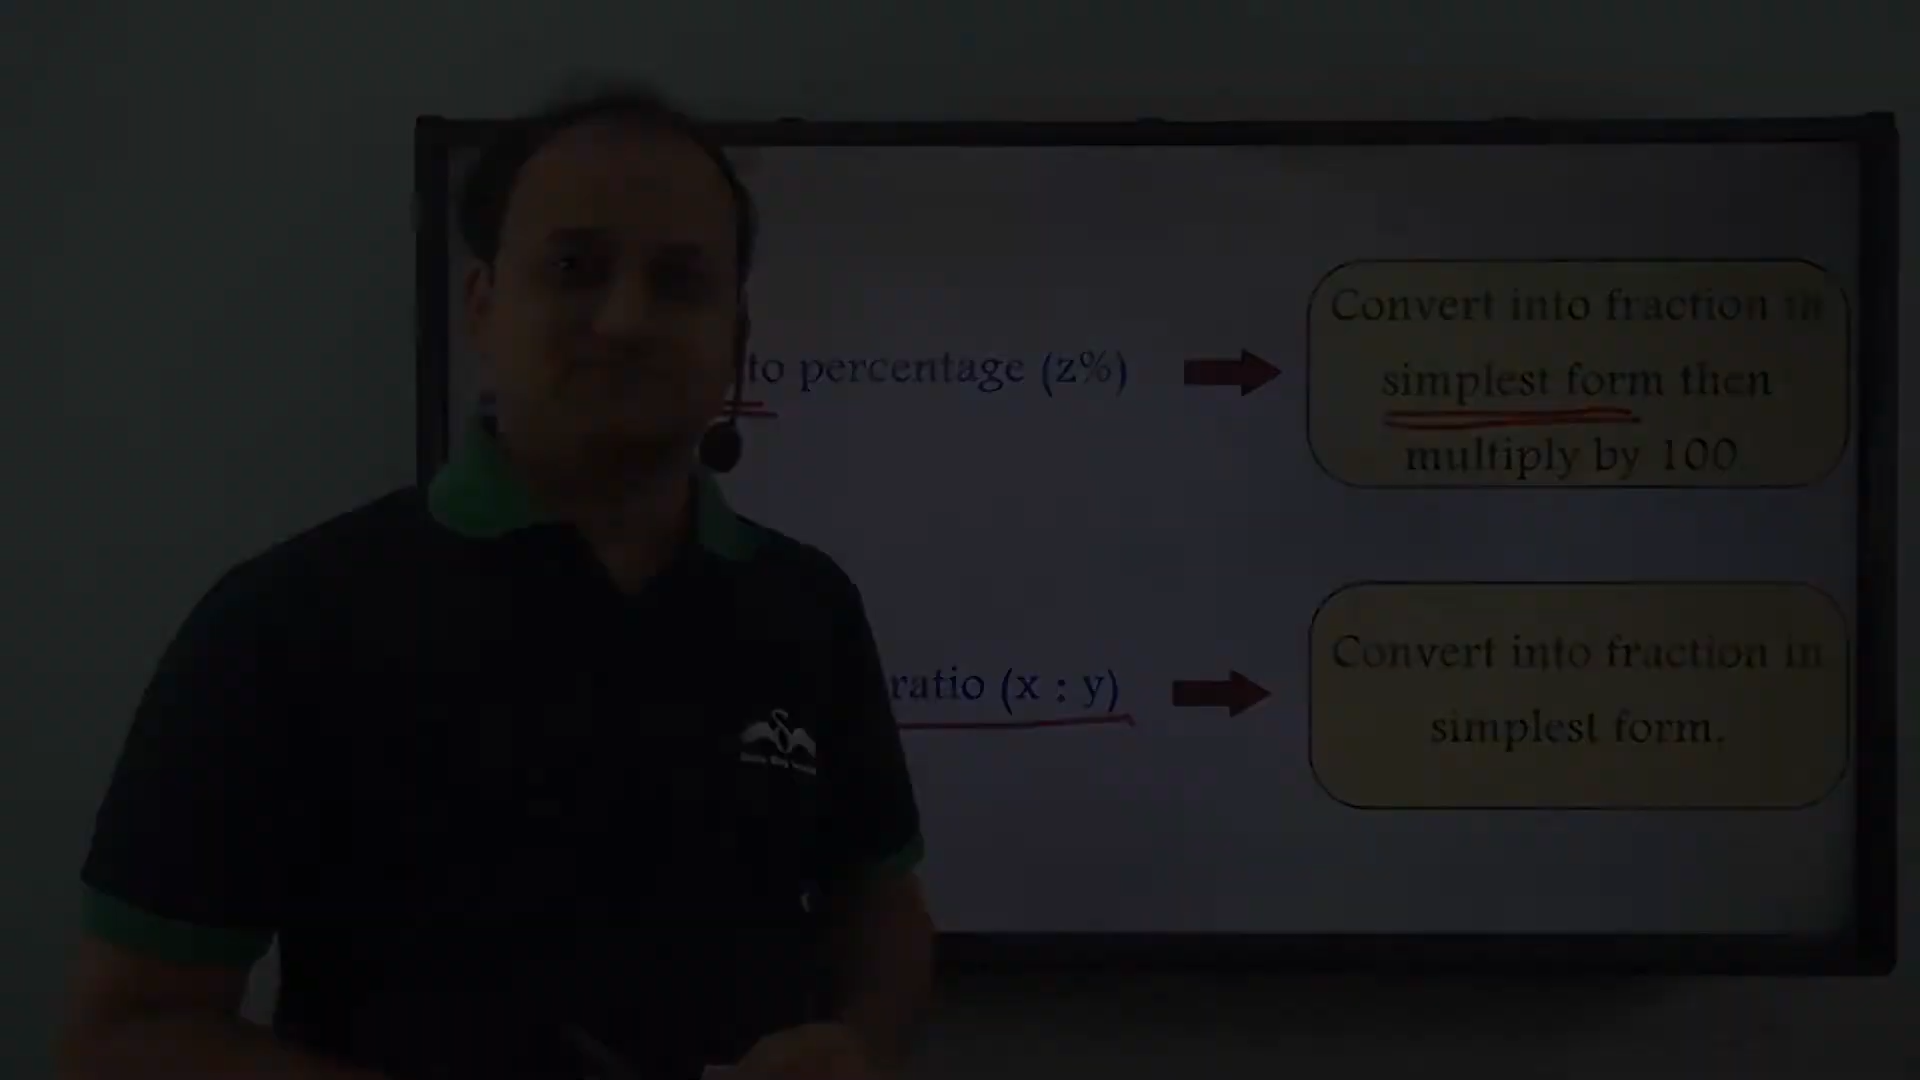 to percentage (z%)
Convert into fraction in
simplest form then
multiply by 100
ratio (x : y)
Convert into fraction in
simplest form.